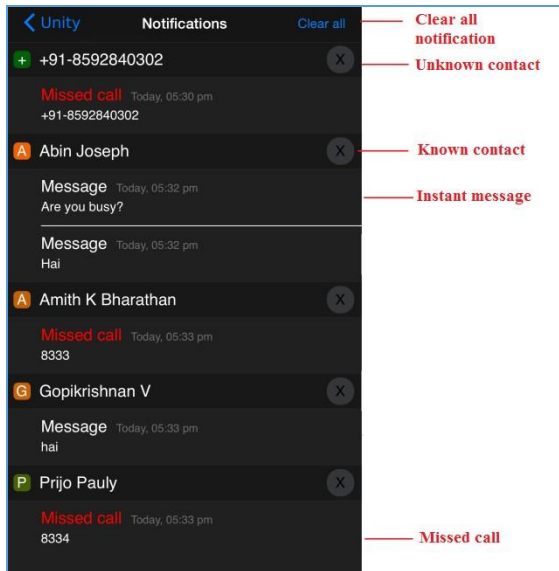 Unity Notifications Clear all
Clear all
notification
+ +91-8592840302 X
Unknown contact
Missed call Today, 05:30 pm
+91-8592840302
A Abin Joseph X
Known contact
Message Today, 05:32 pm
Instant message
Are you busy?
Message Today, 05:32 pm
Hai
A Amith K Bharathan X
Missed call Today, 05:33 pm
8333
G Gopikrishnan V X
Message Today, 05:33 pm
hai
P Prijo Pauly X
Missed call Today, 05:33 pm
8334
Missed call